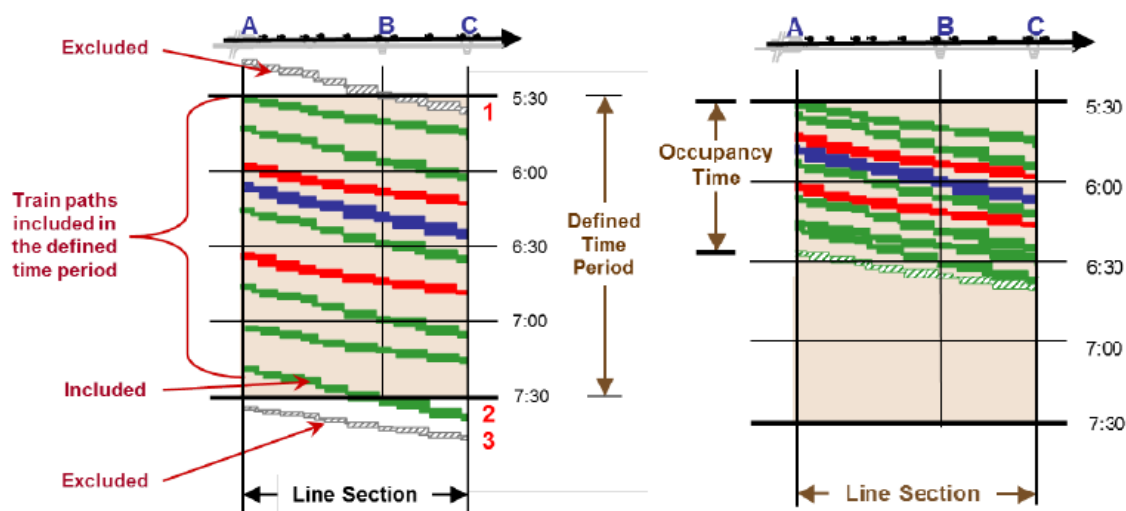 A B C
Excluded
1
5:30
6:00
6:30
7:00
7:30
Train paths
included in
the defined
time period
Defined
Time
Period
Included
2
3
Excluded
Line Section
A B C
Occupancy
Time
5:30
6:00
6:30
7:00
7:30
Line Section